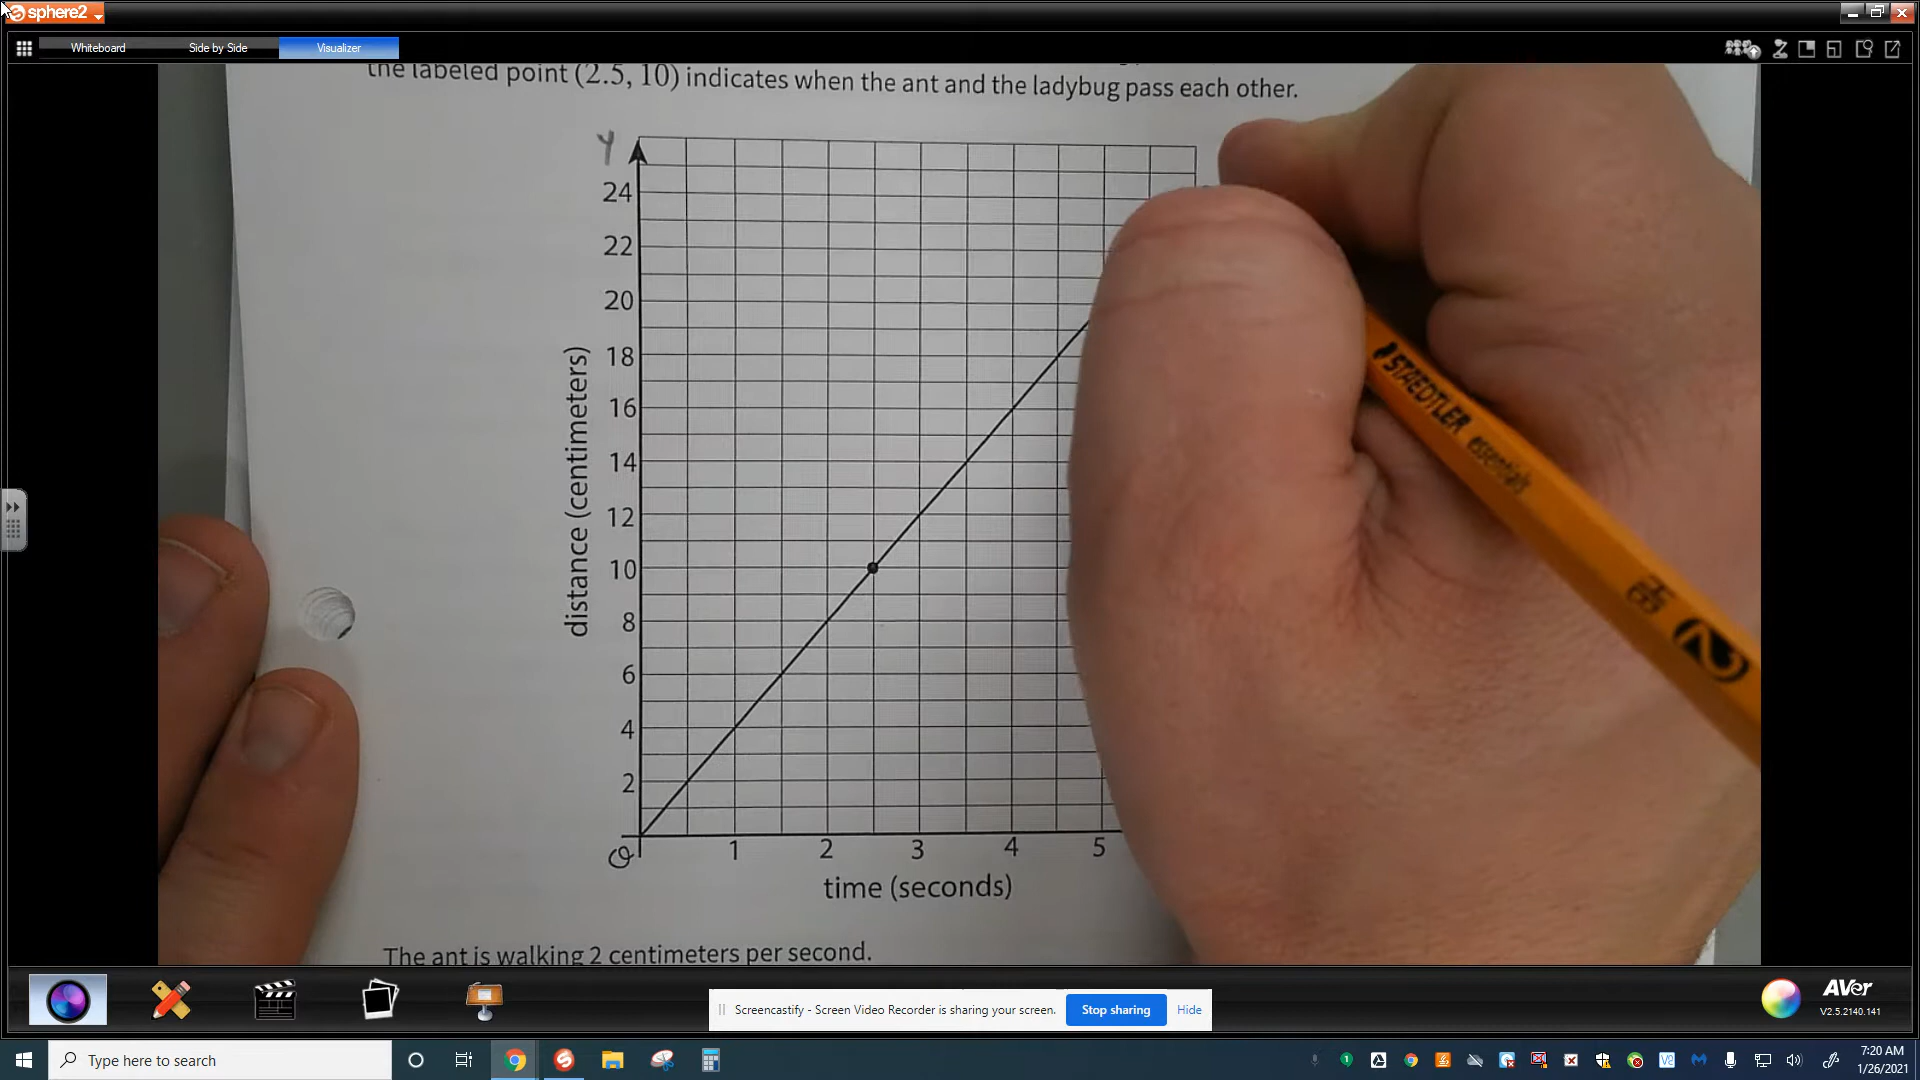 sphere2
Whiteboard Side by Side Visualizer
the labeled point (2.5, 10) indicates when the ant and the ladybug pass each other.
y
24
22
20
18
16
14
12
10
8
6
4
2
distance (centimeters)
0 1 2 3 4 5
time (seconds)
The ant is walking 2 centimeters per second.
STAEDTLER essentials
HB 2
Screencastify - Screen Video Recorder is sharing your screen. Stop sharing Hide
AVer
V2.5.2140.141
Type here to search
7:20 AM
1/26/2021